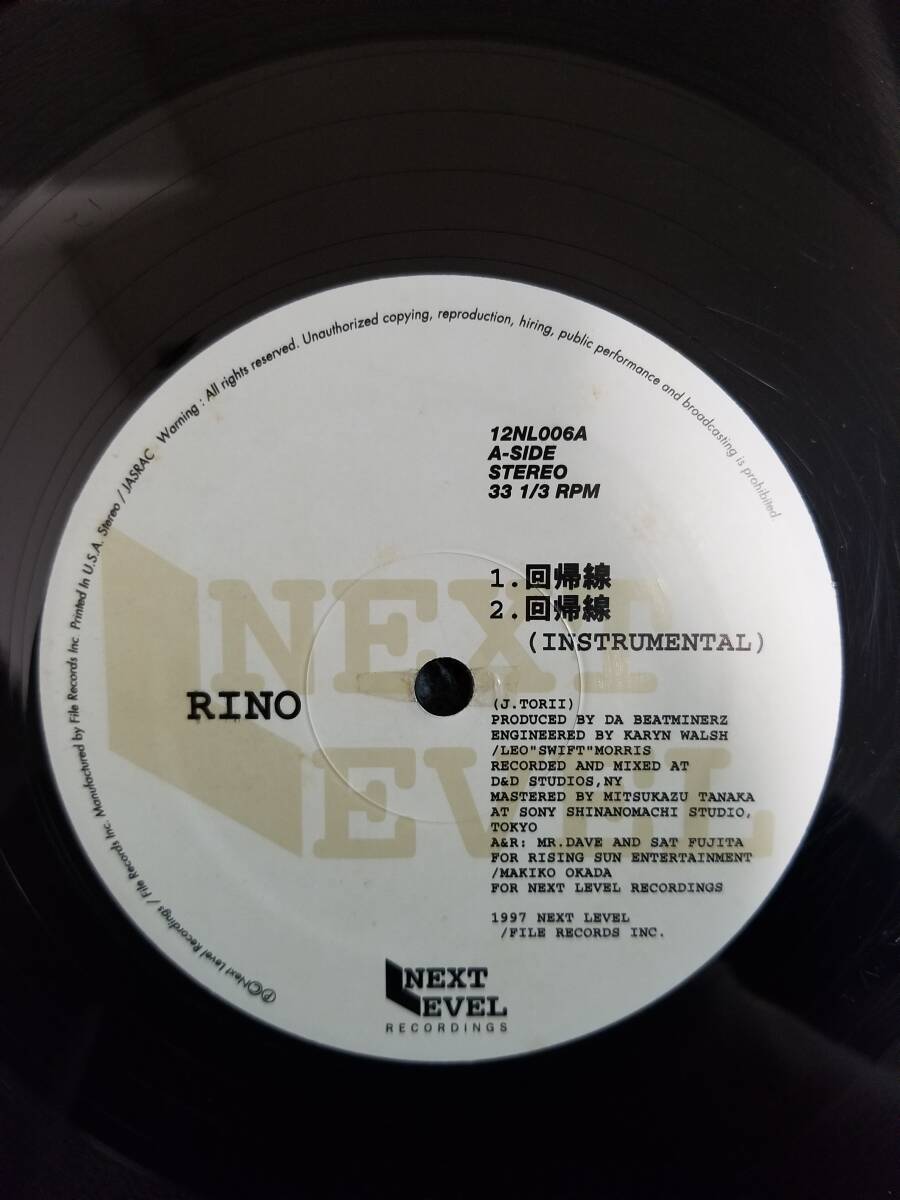 Ⓟ©Next Level Recordings / File Records Inc. Manufactured by File Records Inc. Printed In U.S.A. Stereo / JASRAC Warning : All rights reserved. Unauthorized copying, reproduction, hiring, public performance and broadcasting is prohibited
12NL006A
A-SIDE
STEREO
33 1/3 RPM
1.回帰線
2.回帰線
(INSTRUMENTAL)
NEXT
LEVEL
RINO
(J.TORII)
PRODUCED BY DA BEATMINERZ
ENGINEERED BY KARYN WALSH
/LEO"SWIFT"MORRIS
RECORDED AND MIXED AT
D&D STUDIOS,NY
MASTERED BY MITSUKAZU TANAKA
AT SONY SHINANOMACHI STUDIO,
TOKYO
A&R: MR.DAVE AND SAT FUJITA
FOR RISING SUN ENTERTAINMENT
/MAKIKO OKADA
FOR NEXT LEVEL RECORDINGS
1997 NEXT LEVEL
/FILE RECORDS INC.
NEXT
LEVEL
RECORDINGS